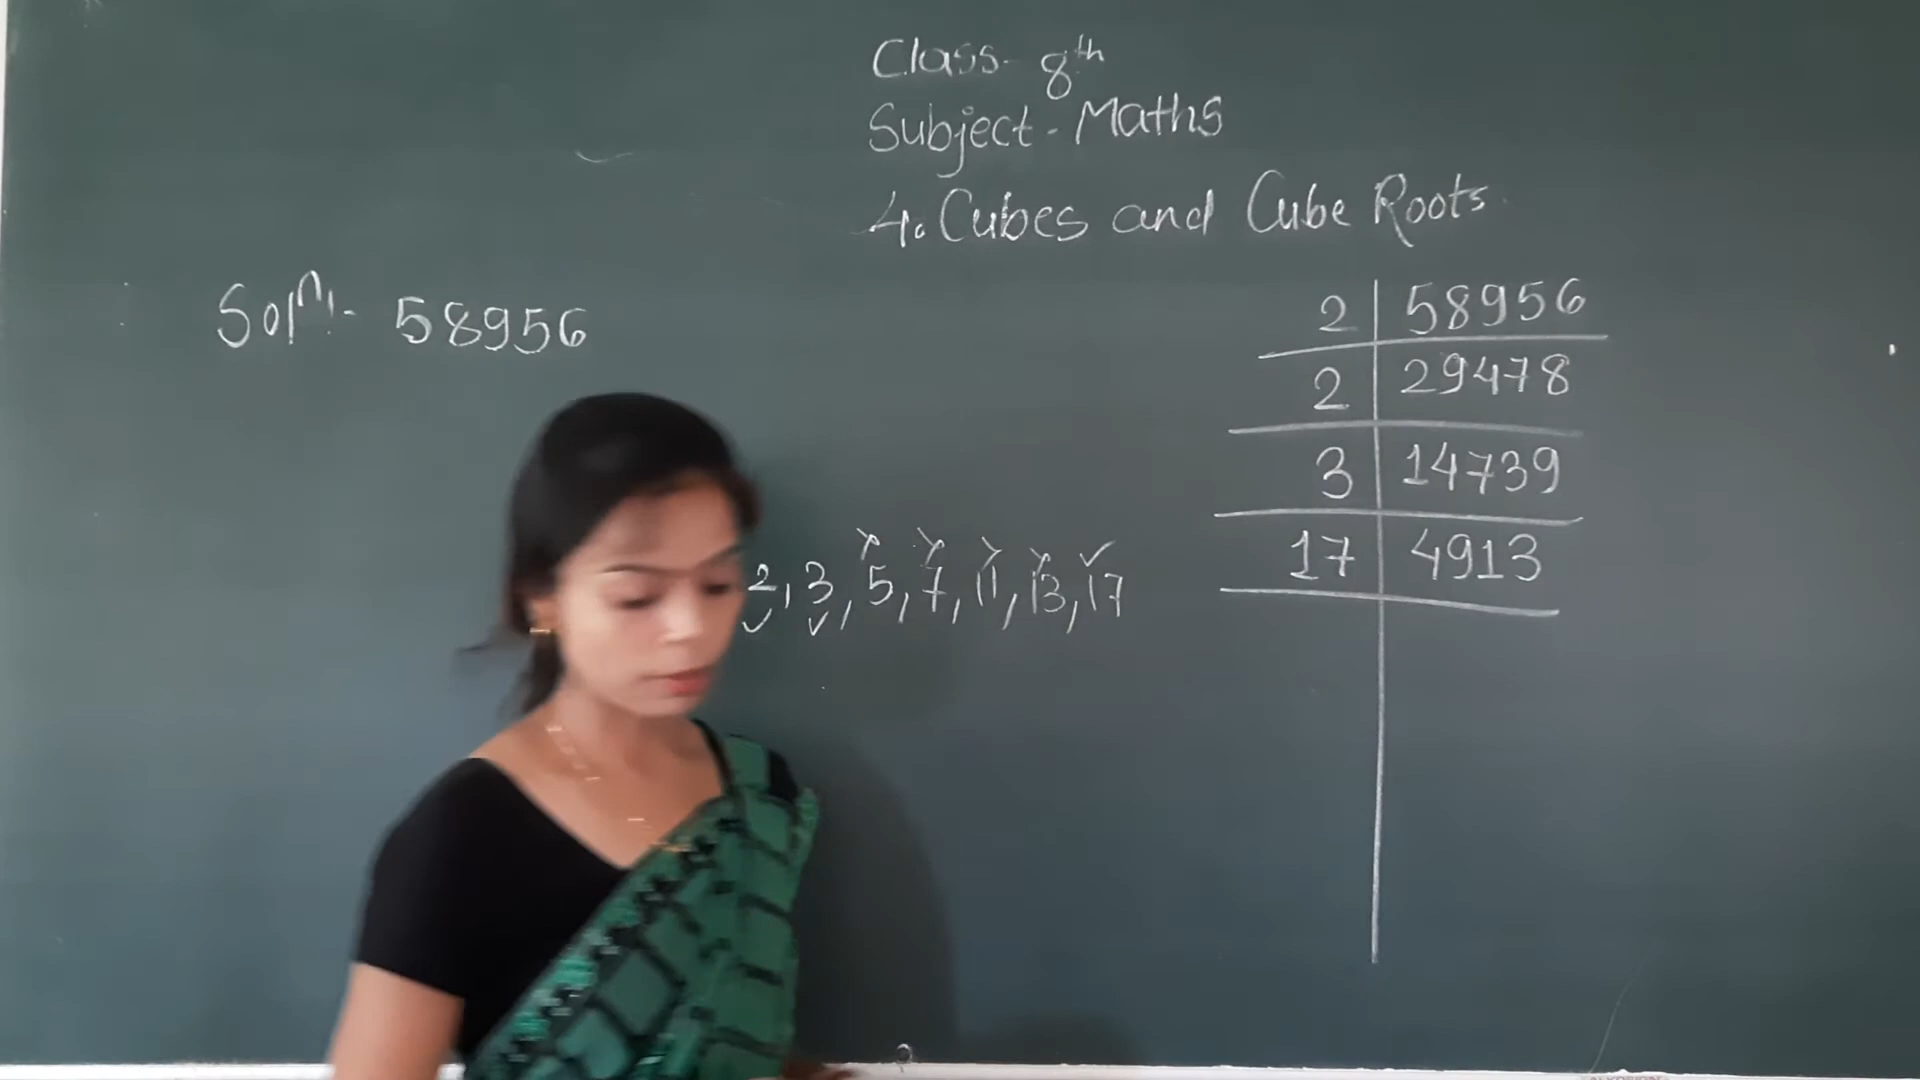 Class- 8th
Subject- Maths
4. Cubes and Cube Roots
Soln:- 58956
2 58956
2 29478
3 14739
17 4913
2, 3, 5, 7, 11, 13, 17